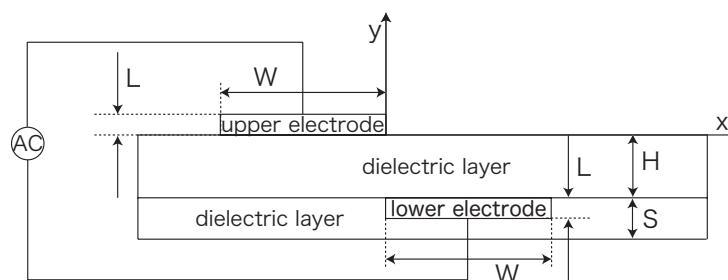 y
L
W
upper electrode
x
AC
dielectric layer
L
H
lower electrode
dielectric layer
S
W